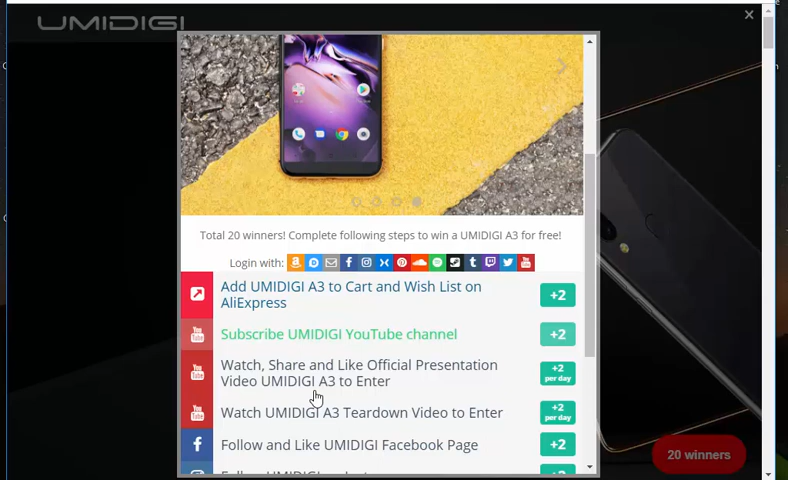 UMIDIGI
Total 20 winners! Complete following steps to win a UMIDIGI A3 for free!
Login with:
Add UMIDIGI A3 to Cart and Wish List on
AliExpress
+2
Subscribe UMIDIGI YouTube channel
+2
Watch, Share and Like Official Presentation
Video UMIDIGI A3 to Enter
+2
per day
Watch UMIDIGI A3 Teardown Video to Enter
+2
per day
Follow and Like UMIDIGI Facebook Page
+2
20 winners